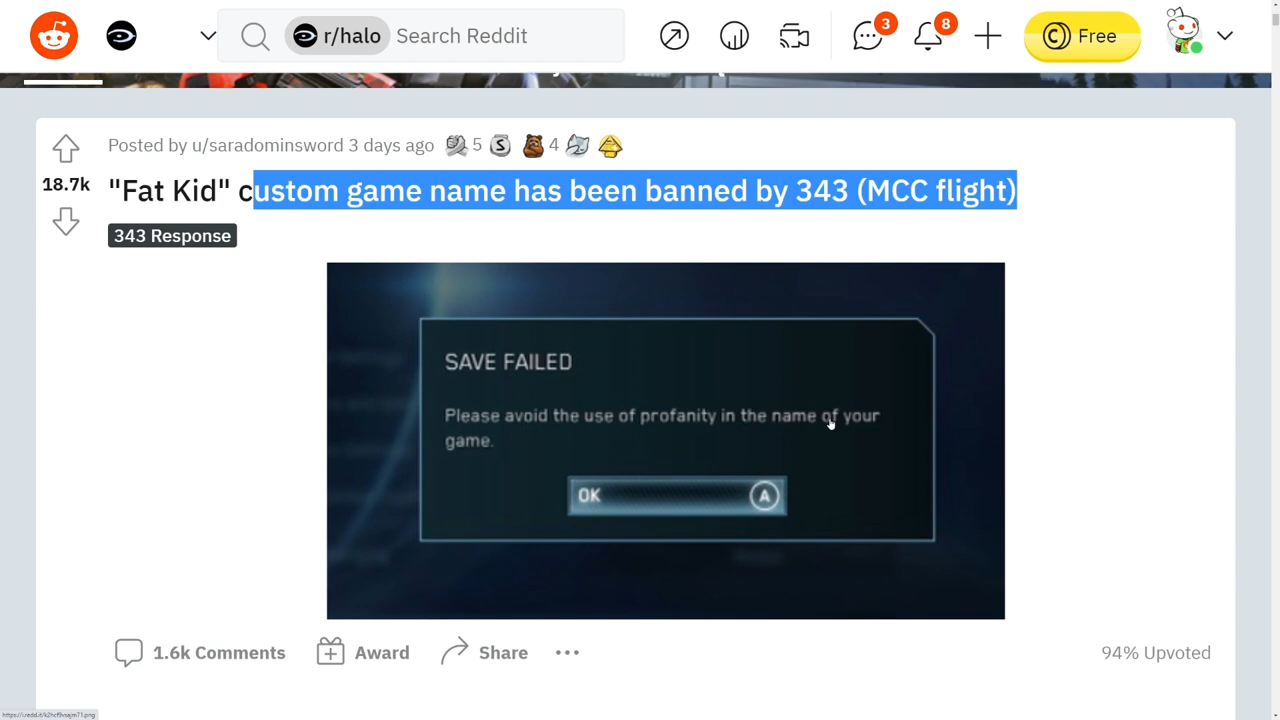 r/halo Search Reddit
3
8
Free
Posted by u/saradominsword 3 days ago 5 S 4
18.7k
"Fat Kid" custom game name has been banned by 343 (MCC flight)
343 Response
SAVE FAILED
Please avoid the use of profanity in the name of your
game.
OK A
1.6k Comments Award Share 94% Upvoted